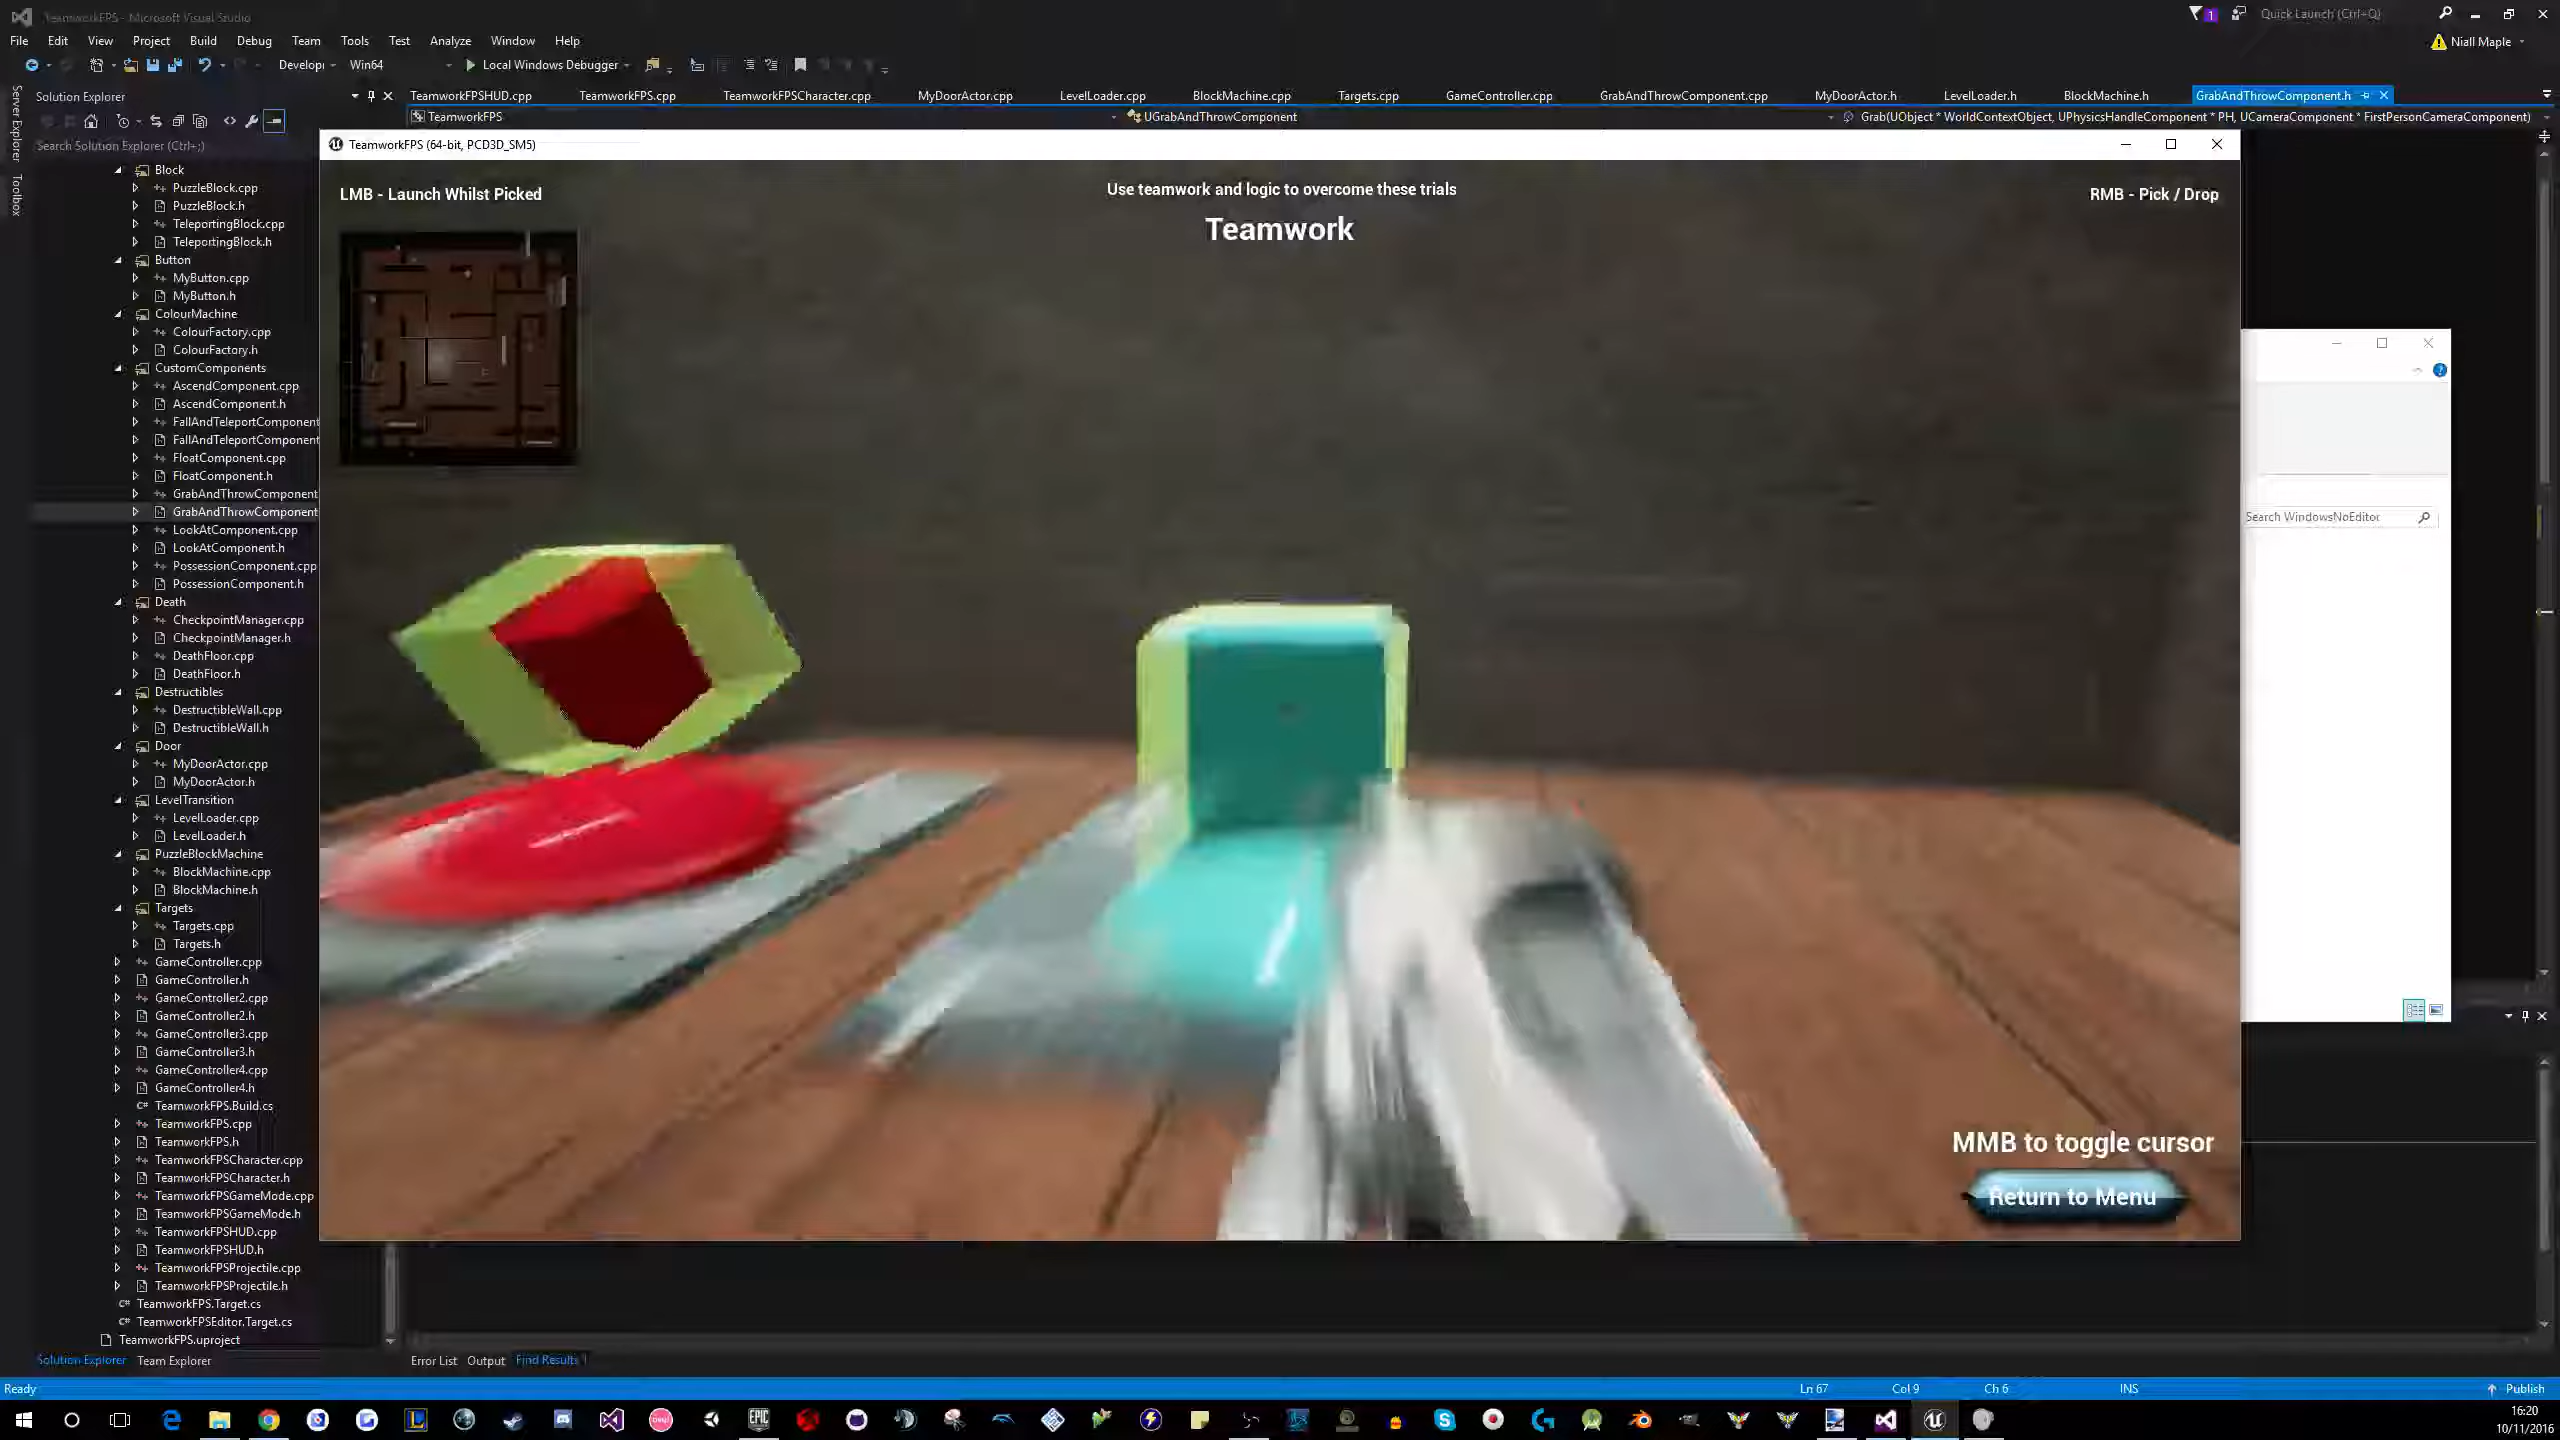 TeamworkFPS - Microsoft Visual Studio
1
Quick Launch (Ctrl+Q)
File Edit View Project Build Debug Team Tools Test Analyze Window Help
Niall Maple
Develop Win64 Local Windows Debugger
Server Explorer
Toolbox
Solution Explorer
TeamworkFPSHUD.cpp TeamworkFPS.cpp TeamworkFPSCharacter.cpp MyDoorActor.cpp LevelLoader.cpp BlockMachine.cpp Targets.cpp GameController.cpp GrabAndThrowComponent.cpp MyDoorActor.h LevelLoader.h BlockMachine.h GrabAndThrowComponent.h
TeamworkFPS UGrabAndThrowComponent Grab(UObject * WorldContextObject, UPhysicsHandleComponent * PH, UCameraComponent * FirstPersonCameraComponent)
Search Solution Explorer (Ctrl+;)
TeamworkFPS (64-bit, PCD3D_SM5)
LMB - Launch Whilst Picked
Use teamwork and logic to overcome these trials
RMB - Pick / Drop
Teamwork
Block
PuzzleBlock.cpp
PuzzleBlock.h
TeleportingBlock.cpp
TeleportingBlock.h
Button
MyButton.cpp
MyButton.h
ColourMachine
ColourFactory.cpp
ColourFactory.h
CustomComponents
AscendComponent.cpp
AscendComponent.h
FallAndTeleportComponent
FallAndTeleportComponent
FloatComponent.cpp
FloatComponent.h
GrabAndThrowComponent
GrabAndThrowComponent
LookAtComponent.cpp
LookAtComponent.h
PossessionComponent.cpp
PossessionComponent.h
Death
CheckpointManager.cpp
CheckpointManager.h
DeathFloor.cpp
DeathFloor.h
Destructibles
DestructibleWall.cpp
DestructibleWall.h
Door
MyDoorActor.cpp
MyDoorActor.h
LevelTransition
LevelLoader.cpp
LevelLoader.h
PuzzleBlockMachine
BlockMachine.cpp
BlockMachine.h
Targets
Targets.cpp
Targets.h
GameController.cpp
GameController.h
GameController2.cpp
GameController2.h
GameController3.cpp
GameController3.h
GameController4.cpp
GameController4.h
TeamworkFPS.Build.cs
TeamworkFPS.cpp
TeamworkFPS.h
TeamworkFPSCharacter.cpp
TeamworkFPSCharacter.h
TeamworkFPSGameMode.cpp
TeamworkFPSGameMode.h
TeamworkFPSHUD.cpp
TeamworkFPSHUD.h
TeamworkFPSProjectile.cpp
TeamworkFPSProjectile.h
TeamworkFPS.Target.cs
TeamworkFPSEditor.Target.cs
TeamworkFPS.uproject
Search WindowsNoEditor
MMB to toggle cursor
Return to Menu
Solution Explorer Team Explorer
Error List Output Find Results 1
Ready Ln 67 Col 9 Ch 6 INS Publish
EPIC
16:20
10/11/2016